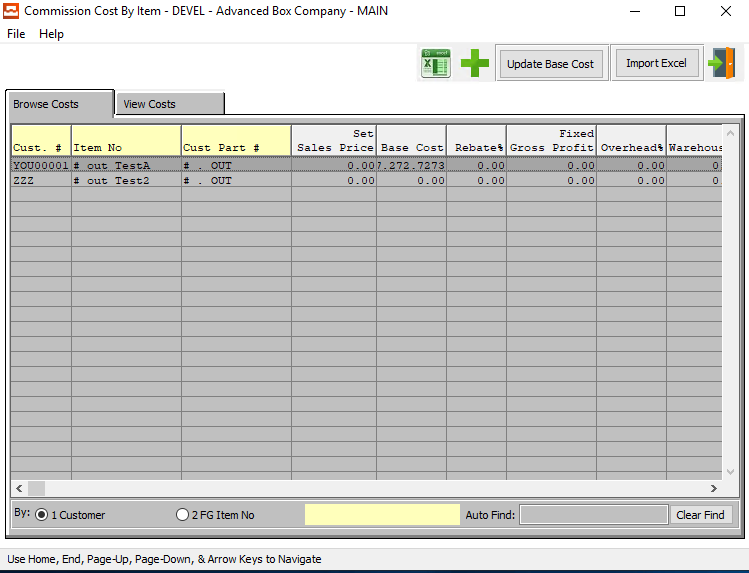 Commission Cost By Item - DEVEL - Advanced Box Company - MAIN
File Help
excel
Update Base Cost
Import Excel
Browse Costs View Costs
Set Fixed
Cust. # Item No Cust Part # Sales Price Base Cost Rebate% Gross Profit Overhead% Warehous
YOU00001 # out TestA # . OUT 0.00 7.272.7273 0.00 0.00 0.00 0
ZZZ # out Test2 # . OUT 0.00 0.00 0.00 0.00 0.00 0
By: 1 Customer 2 FG Item No Auto Find: Clear Find
Use Home, End, Page-Up, Page-Down, & Arrow Keys to Navigate